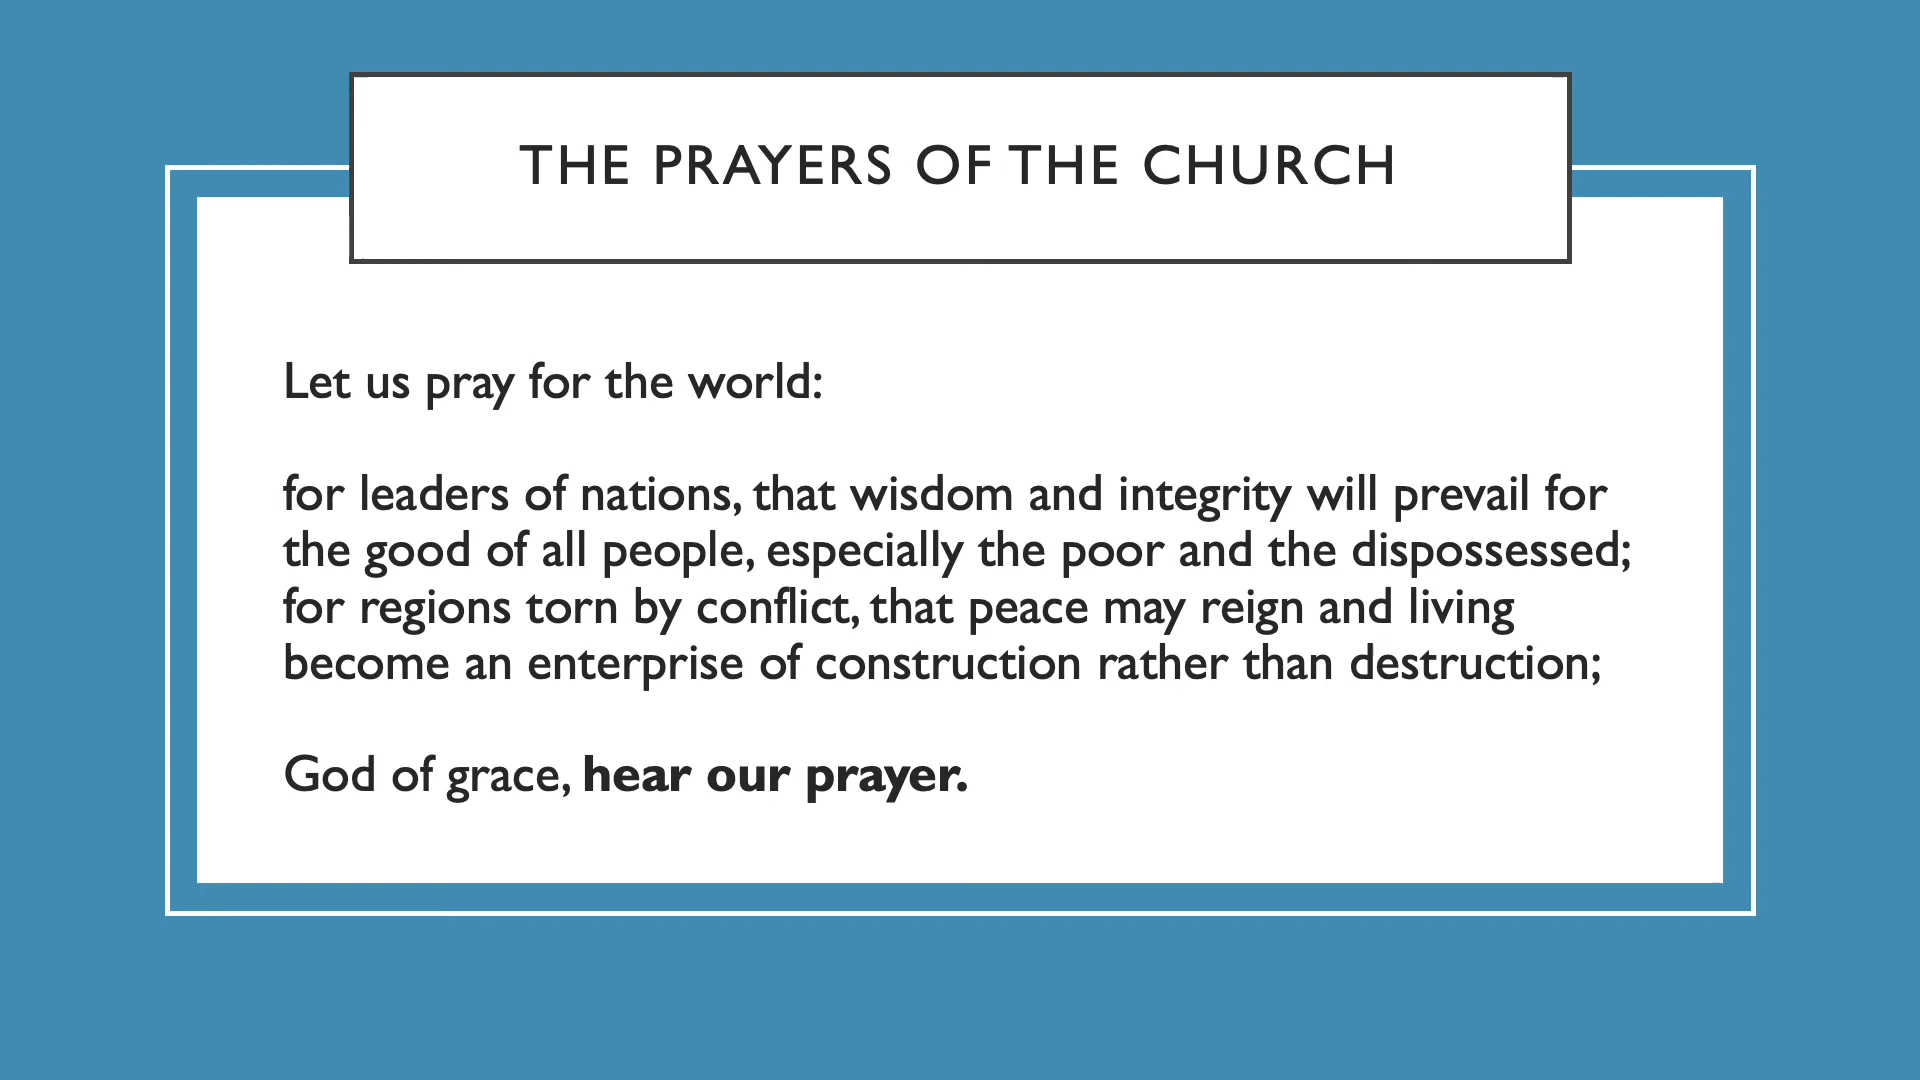 THE PRAYERS OF THE CHURCH
Let us pray for the world:
for leaders of nations, that wisdom and integrity will prevail for
the good of all people, especially the poor and the dispossessed;
for regions torn by conflict, that peace may reign and living
become an enterprise of construction rather than destruction;
God of grace, hear our prayer.